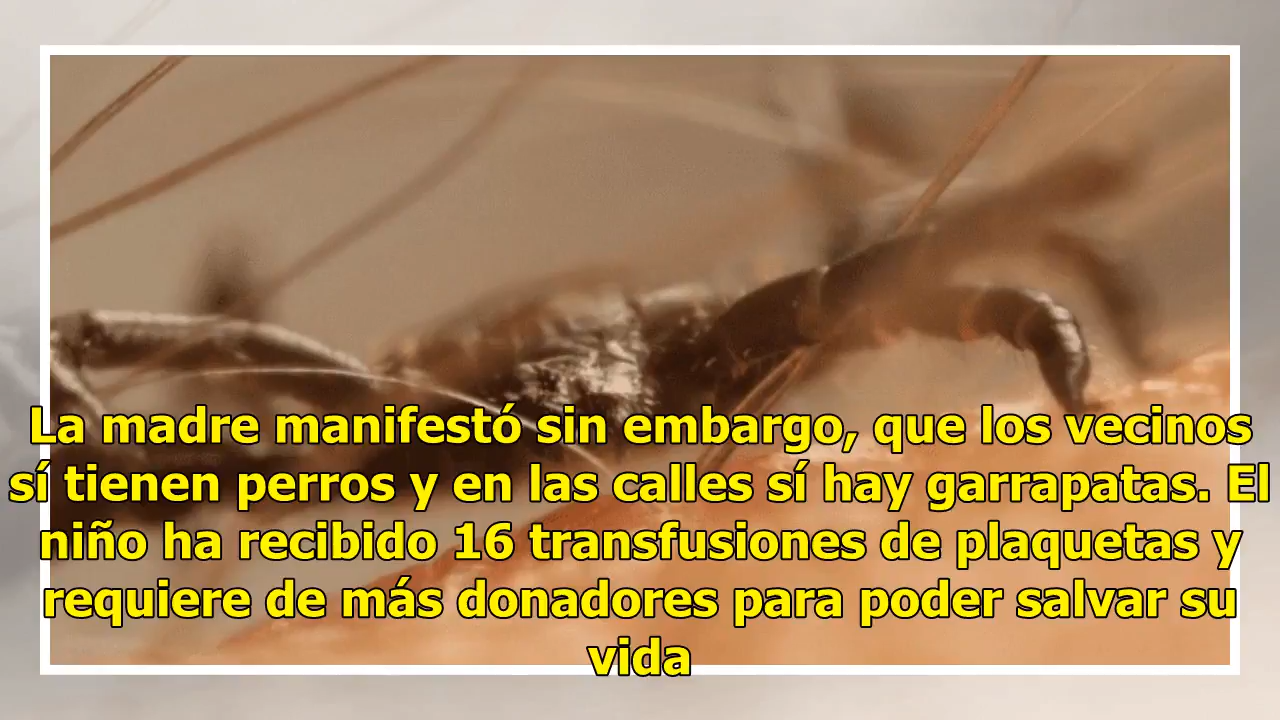 La madre manifestó sin embargo, que los vecinos
sí tienen perros y en las calles sí hay garrapatas. El
niño ha recibido 16 transfusiones de plaquetas y
requiere de más donadores para poder salvar su
vida